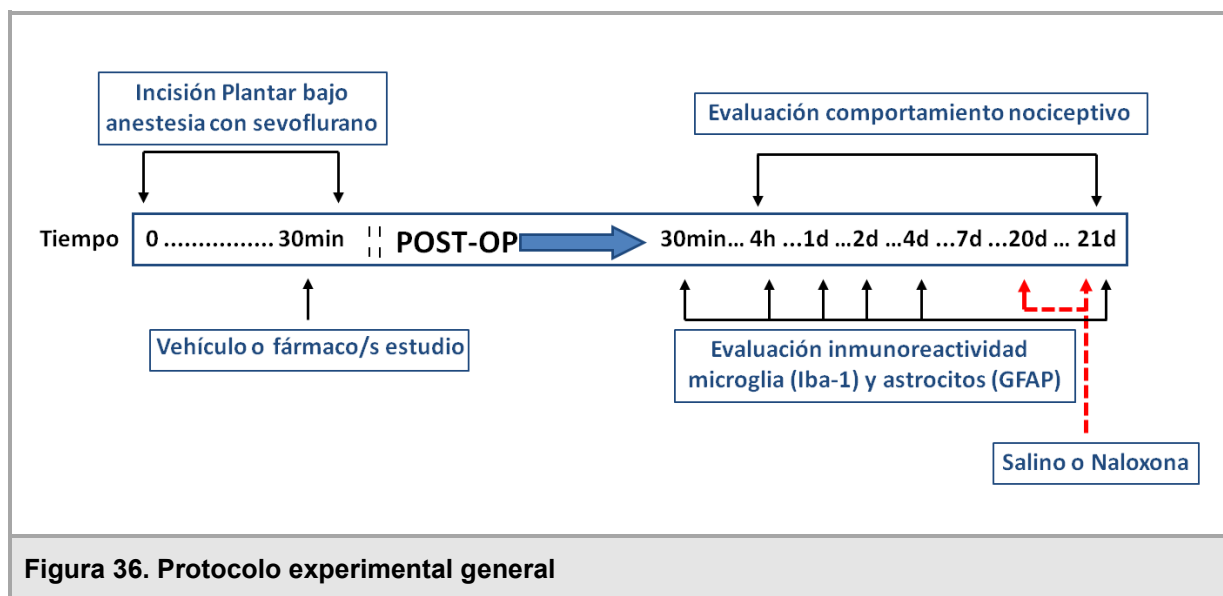 Incisión Plantar bajo
anestesia con sevoflurano
Evaluación comportamiento nociceptivo
Tiempo 0 ................ 30min ¦¦ POST-OP 30min... 4h ...1d ...2d ...4d ...7d ...20d ... 21d
Vehículo o fármaco/s estudio
Evaluación inmunoreactividad
microglia (Iba-1) y astrocitos (GFAP)
Salino o Naloxona
Figura 36. Protocolo experimental general